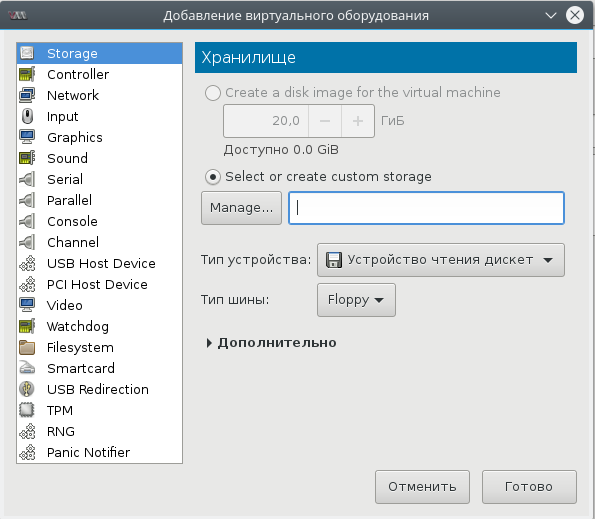 Добавление виртуального оборудования
Storage
Controller
Network
Input
Graphics
Sound
Serial
Parallel
Console
Channel
USB Host Device
PCI Host Device
Video
Watchdog
Filesystem
Smartcard
USB Redirection
TPM
RNG
Panic Notifier
Хранилище
Create a disk image for the virtual machine
20,0 − + ГиБ
Доступно 0.0 GiB
Select or create custom storage
Manage...
Тип устройства: Устройство чтения дискет
Тип шины: Floppy
Дополнительно
Отменить Готово